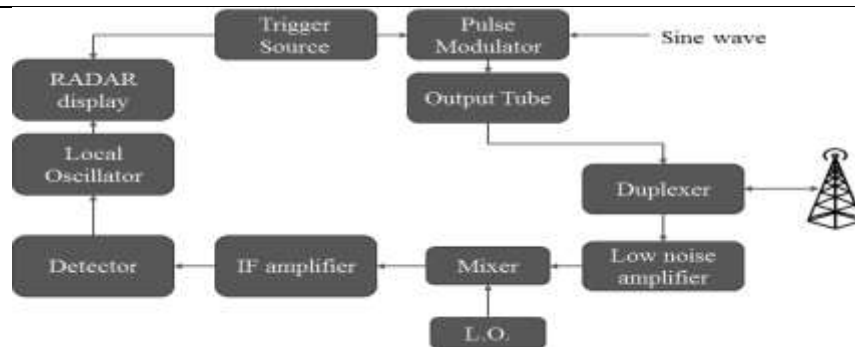 Trigger
Source
Pulse
Modulator
Sine wave
RADAR
display
Output Tube
Local
Oscillator
Duplexer
Detector
IF amplifier
Mixer
Low noise
amplifier
L.O.